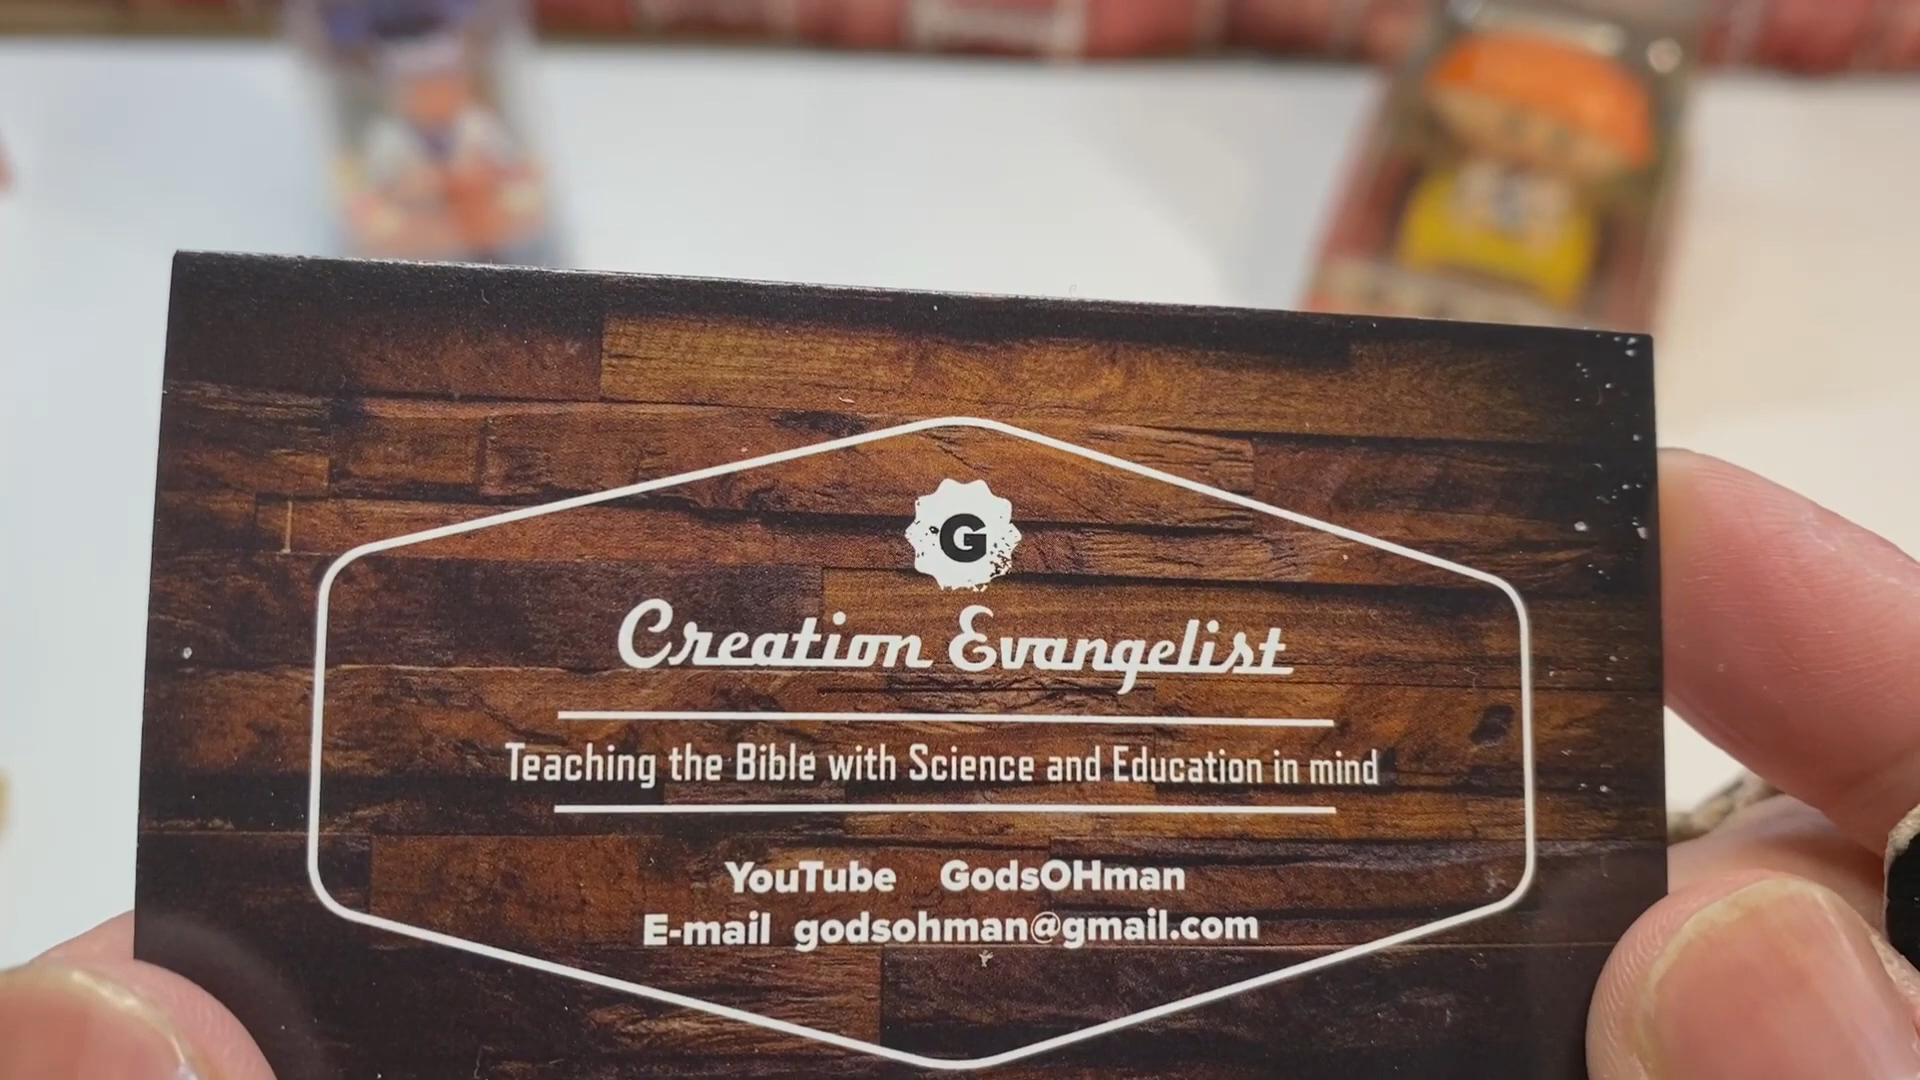 G
Creation Evangelist
Teaching the Bible with Science and Education in mind
YouTube GodsOHman
E-mail godsohman@gmail.com